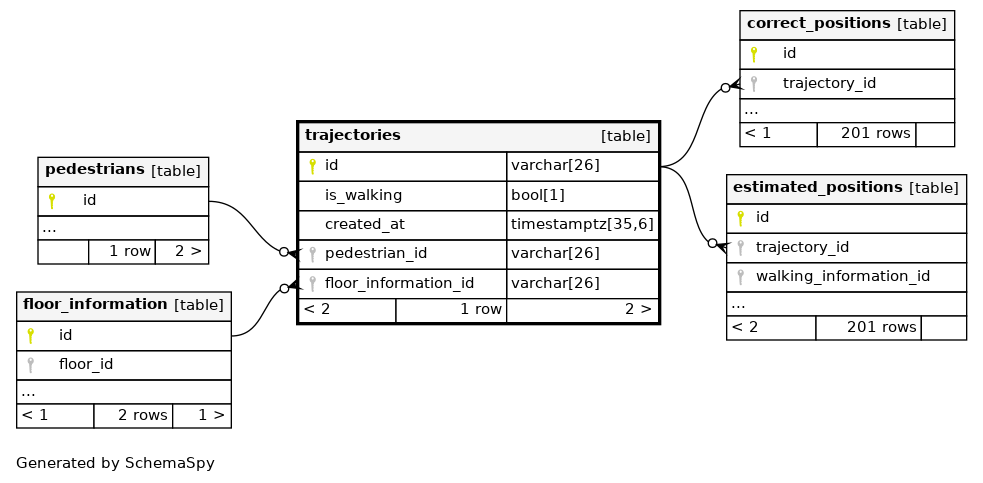 correct_positions [table]
id
trajectory_id
...
< 1 201 rows
trajectories [table]
id varchar[26]
is_walking bool[1]
created_at timestamptz[35,6]
pedestrian_id varchar[26]
floor_information_id varchar[26]
< 2 1 row 2 >
pedestrians [table]
id
...
1 row 2 >
estimated_positions [table]
id
trajectory_id
walking_information_id
...
< 2 201 rows
floor_information [table]
id
floor_id
...
< 1 2 rows 1 >
Generated by SchemaSpy